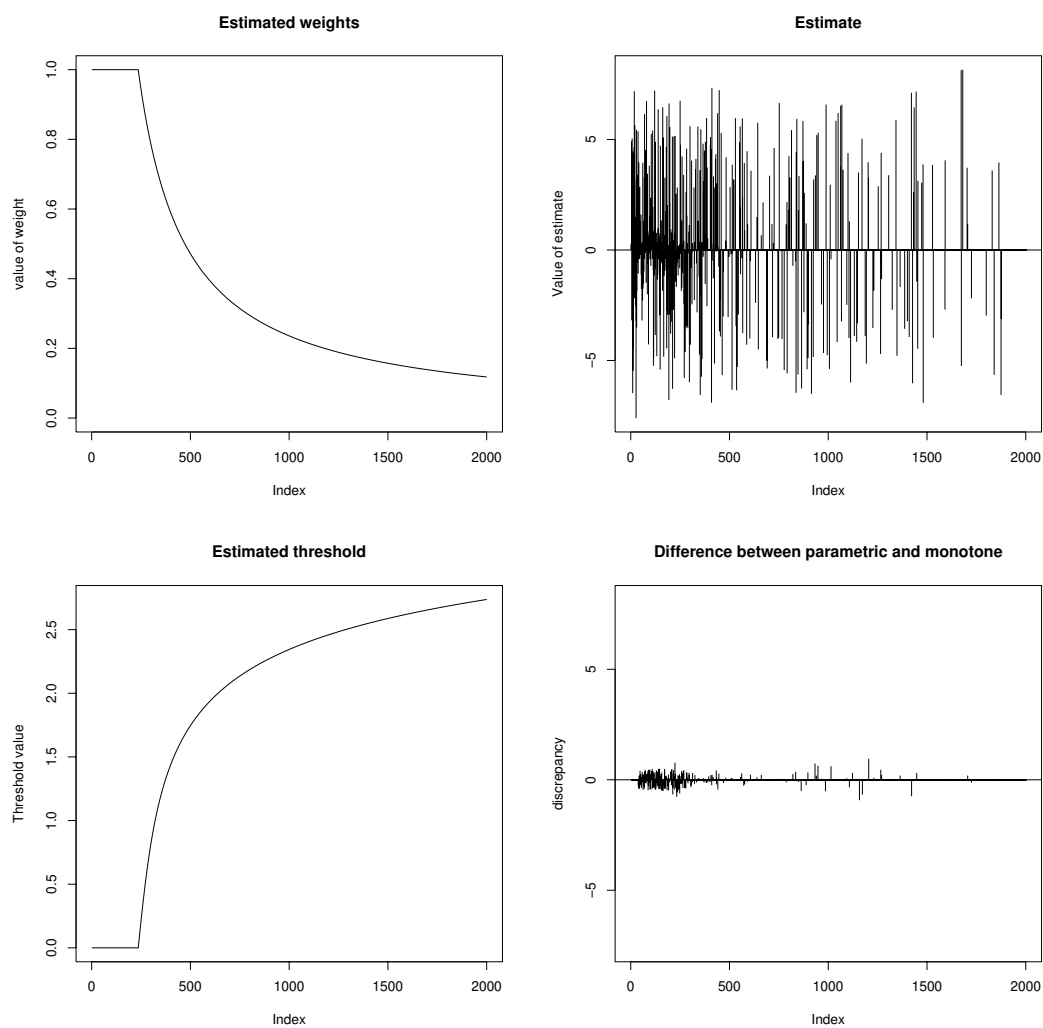 Estimated weights
value of weight
0.0 0.2 0.4 0.6 0.8 1.0
0 500 1000 1500 2000
Index
Estimate
Value of estimate
−5 0 5
0 500 1000 1500 2000
Index
Estimated threshold
Threshold value
0.0 0.5 1.0 1.5 2.0 2.5
0 500 1000 1500 2000
Index
Difference between parametric and monotone
discrepancy
−5 0 5
0 500 1000 1500 2000
Index